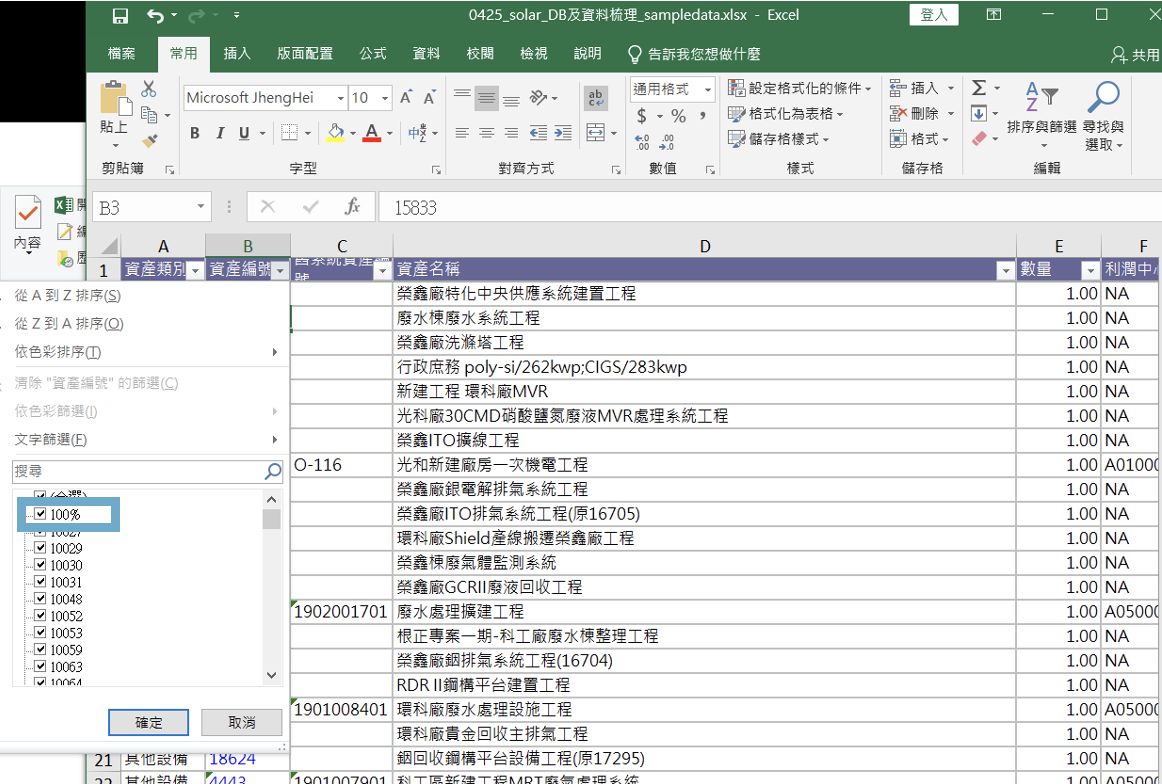 0425_solar_DB及資料梳理_sampledata.xlsx - Excel
登入
檔案 常用 插入 版面配置 公式 資料 校閱 檢視 說明 告訴我您想做什麼 共用
Microsoft JhengHei 10
通用格式
設定格式化的條件
格式化為表格
儲存格樣式
插入
刪除
格式
貼上
B I U A 中
ab
$ % ,
排序與篩選
尋找與
選取
剪貼簿 字型 對齊方式 數值 樣式 儲存格 編輯
內容
B3 fx 15833
A B C D E F
1 資產類別 資產編號 資產名稱 數量
從 A 到 Z 排序(S)
從 Z 到 A 排序(O)
依色彩排序(T)
清除 "資產編號" 的篩選(C)
依色彩篩選(I)
文字篩選(F)
搜尋
(全選)
100%
10027
10029
10030
10031
10048
10052
10053
10059
10063
10064
確定 取消
榮鑫廠特化中央供應系統建置工程 1.00 NA
廢水棟廢水系統工程 1.00 NA
榮鑫廠洗滌塔工程 1.00 NA
行政庶務 poly-si/262kwp;CIGS/283kwp 1.00 NA
新建工程 環科廠MVR 1.00 NA
光科廠30CMD硝酸鹽氮廢液MVR處理系統工程 1.00 NA
榮鑫ITO擴線工程 1.00 NA
O-116 光和新建廠房一次機電工程 1.00 A01000
榮鑫廠銀電解排氣系統工程 1.00 NA
榮鑫廠ITO排氣系統工程(原16705) 1.00 NA
環科廠Shield產線搬遷榮鑫廠工程 1.00 NA
榮鑫棟廢氣體監測系統 1.00 NA
榮鑫廠GCRII廢液回收工程 1.00 NA
1902001701 廢水處理擴建工程 1.00 A05000
根正專案一期-科工廠廢水棟整理工程 1.00 NA
榮鑫廠銦排氣系統工程(16704) 1.00 NA
RDR II鋼構平台建置工程 1.00 NA
1901008401 環科廠廢水處理設施工程 1.00 A05000
環科廠貴金回收主排氣工程 1.00 NA
21 其他設備 18624 銦回收鋼構平台設備工程(原17295) 1.00 NA
22 其他設備 4443 1901007901 科工區新建工程MRT廢氣處理系統 1.00 A05000